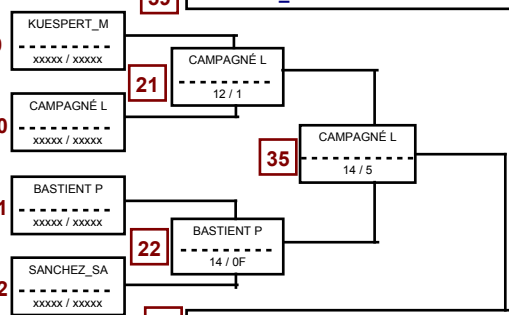 KUESPERT_M
xxxxx / xxxxx
CAMPAGNÉ L
12 / 1
21
CAMPAGNÉ L
xxxxx / xxxxx
CAMPAGNÉ L
14 / 5
35
BASTIENT P
xxxxx / xxxxx
BASTIENT P
14 / 0F
22
SANCHEZ_SA
xxxxx / xxxxx